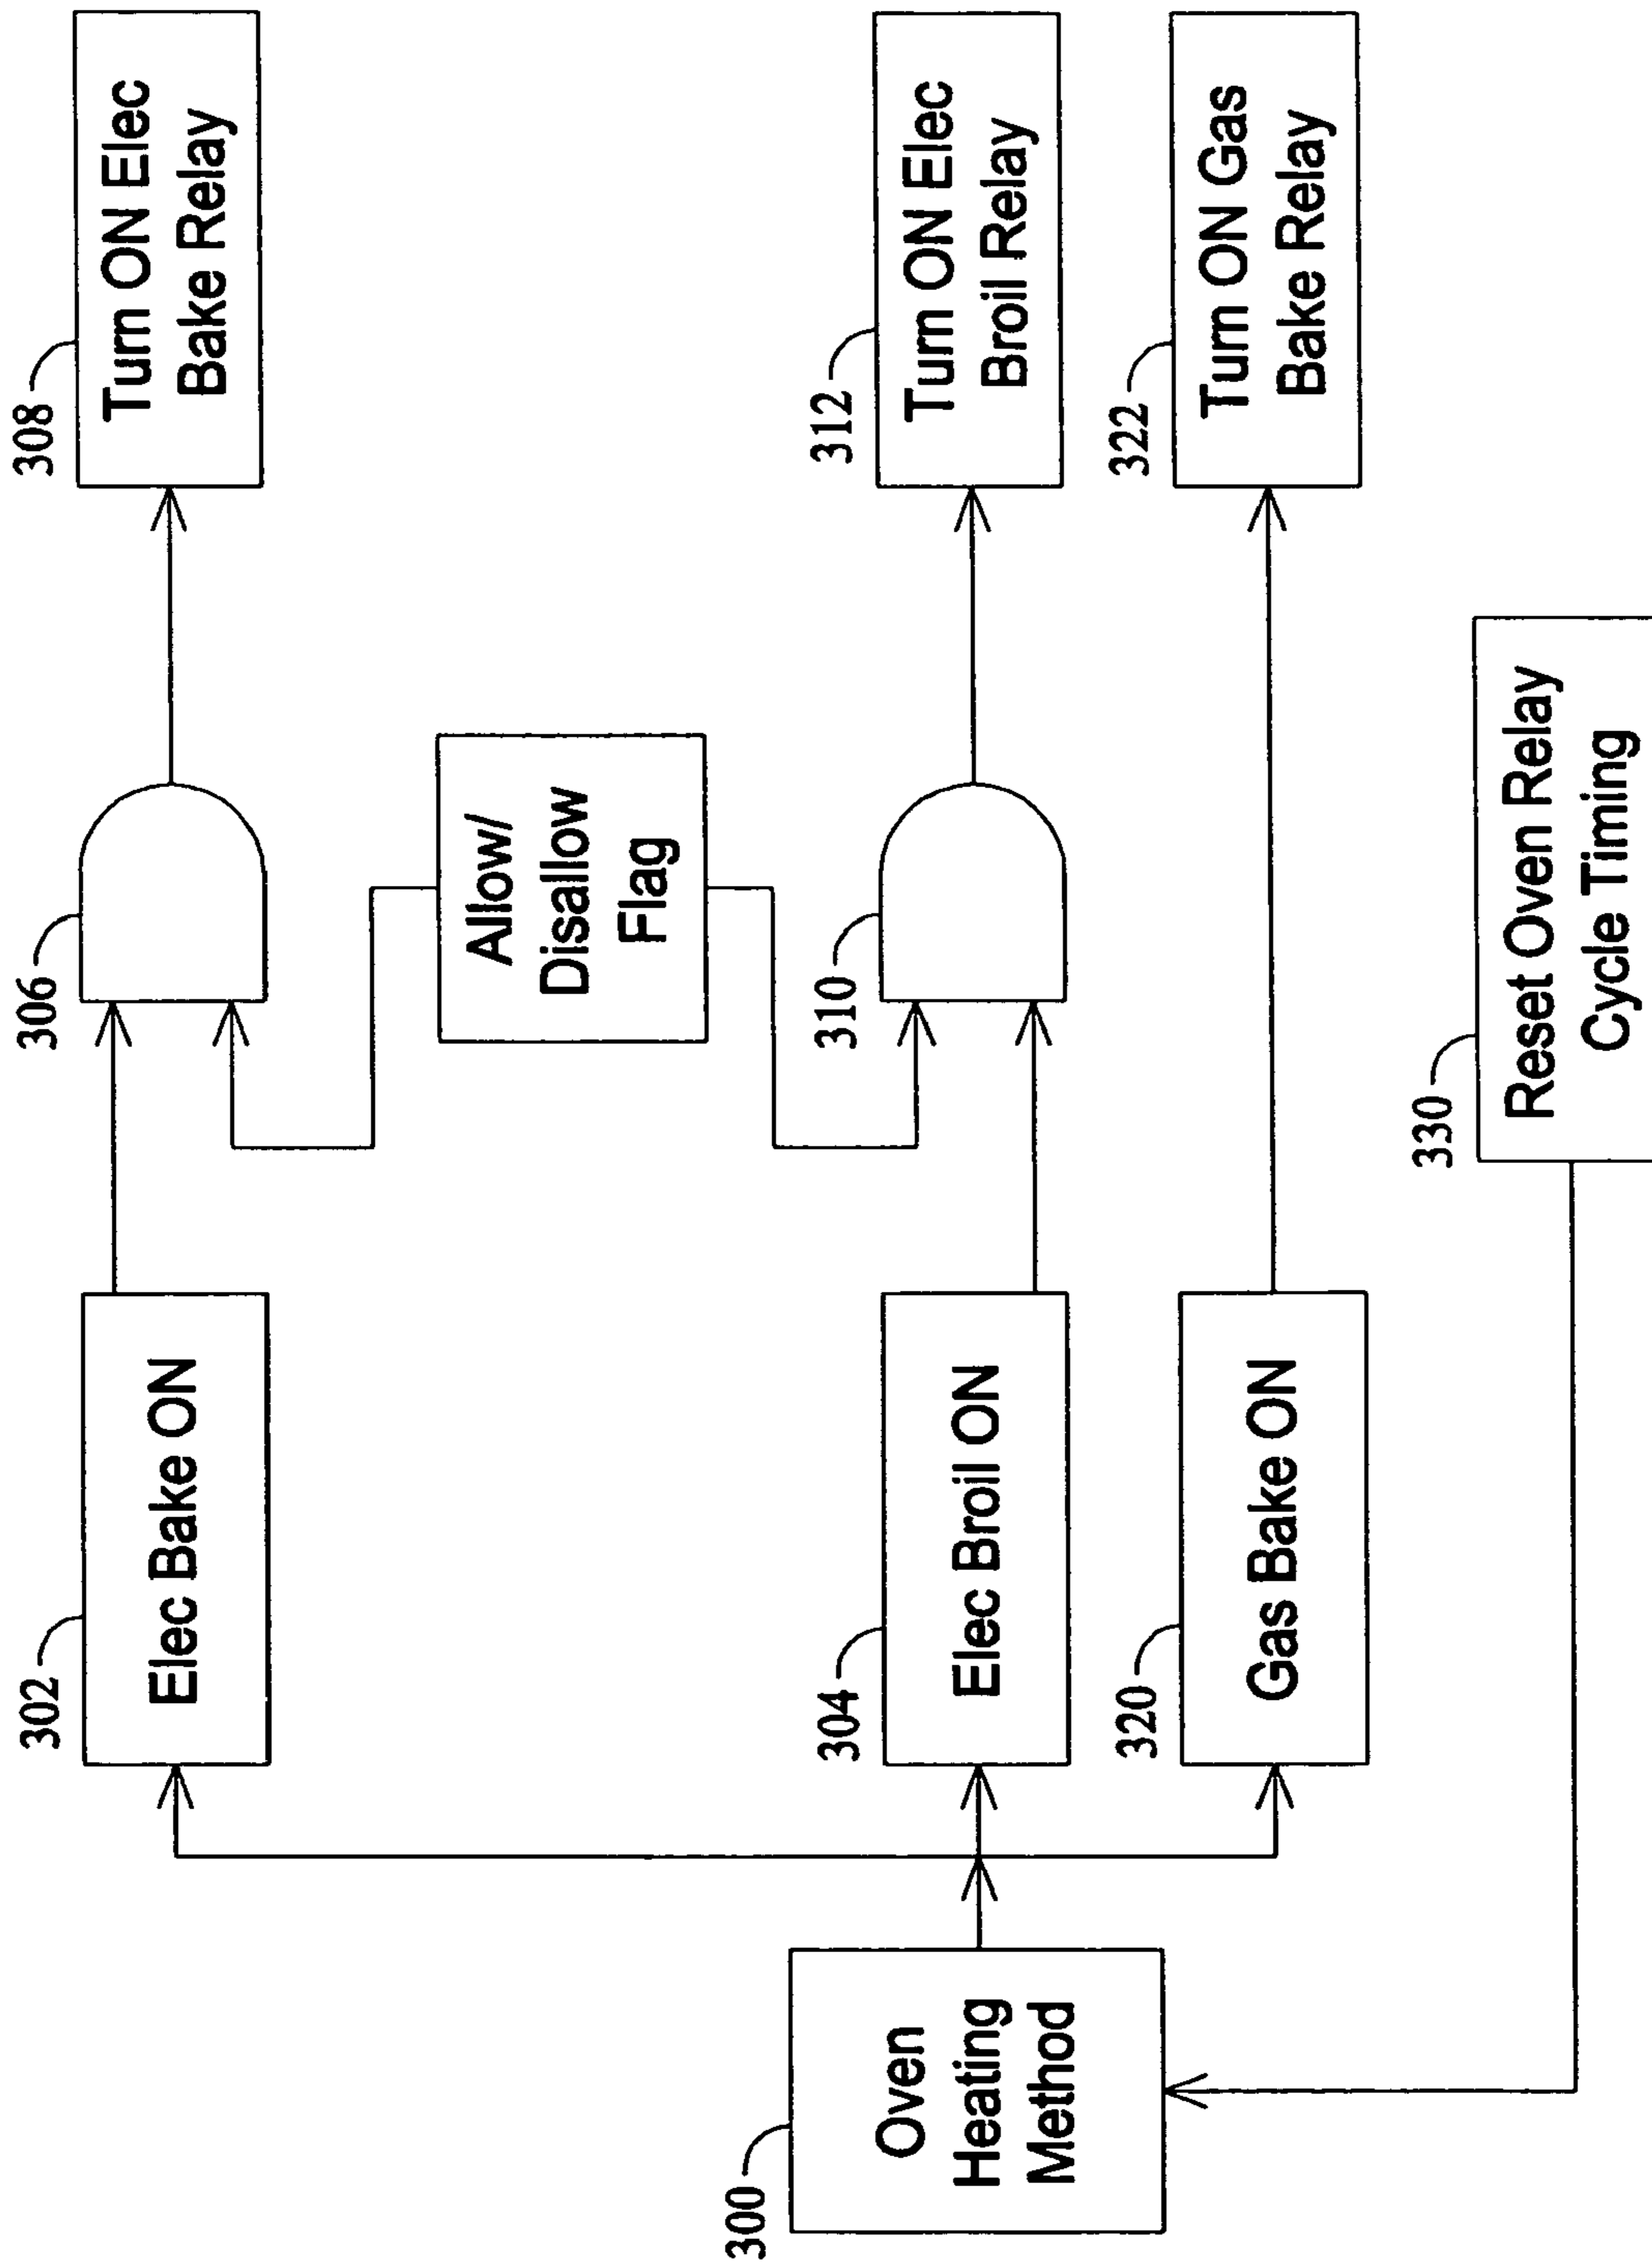 308
Turn ON Elec
Bake Relay
306
302
Elec Bake ON
Allow/
Disallow
Flag
300
Oven
Heating
Method
304
Elec Broil ON
310
312
Turn ON Elec
Broil Relay
320
Gas Bake ON
322
Turn ON Gas
Bake Relay
330
Reset Oven Relay
Cycle Timing